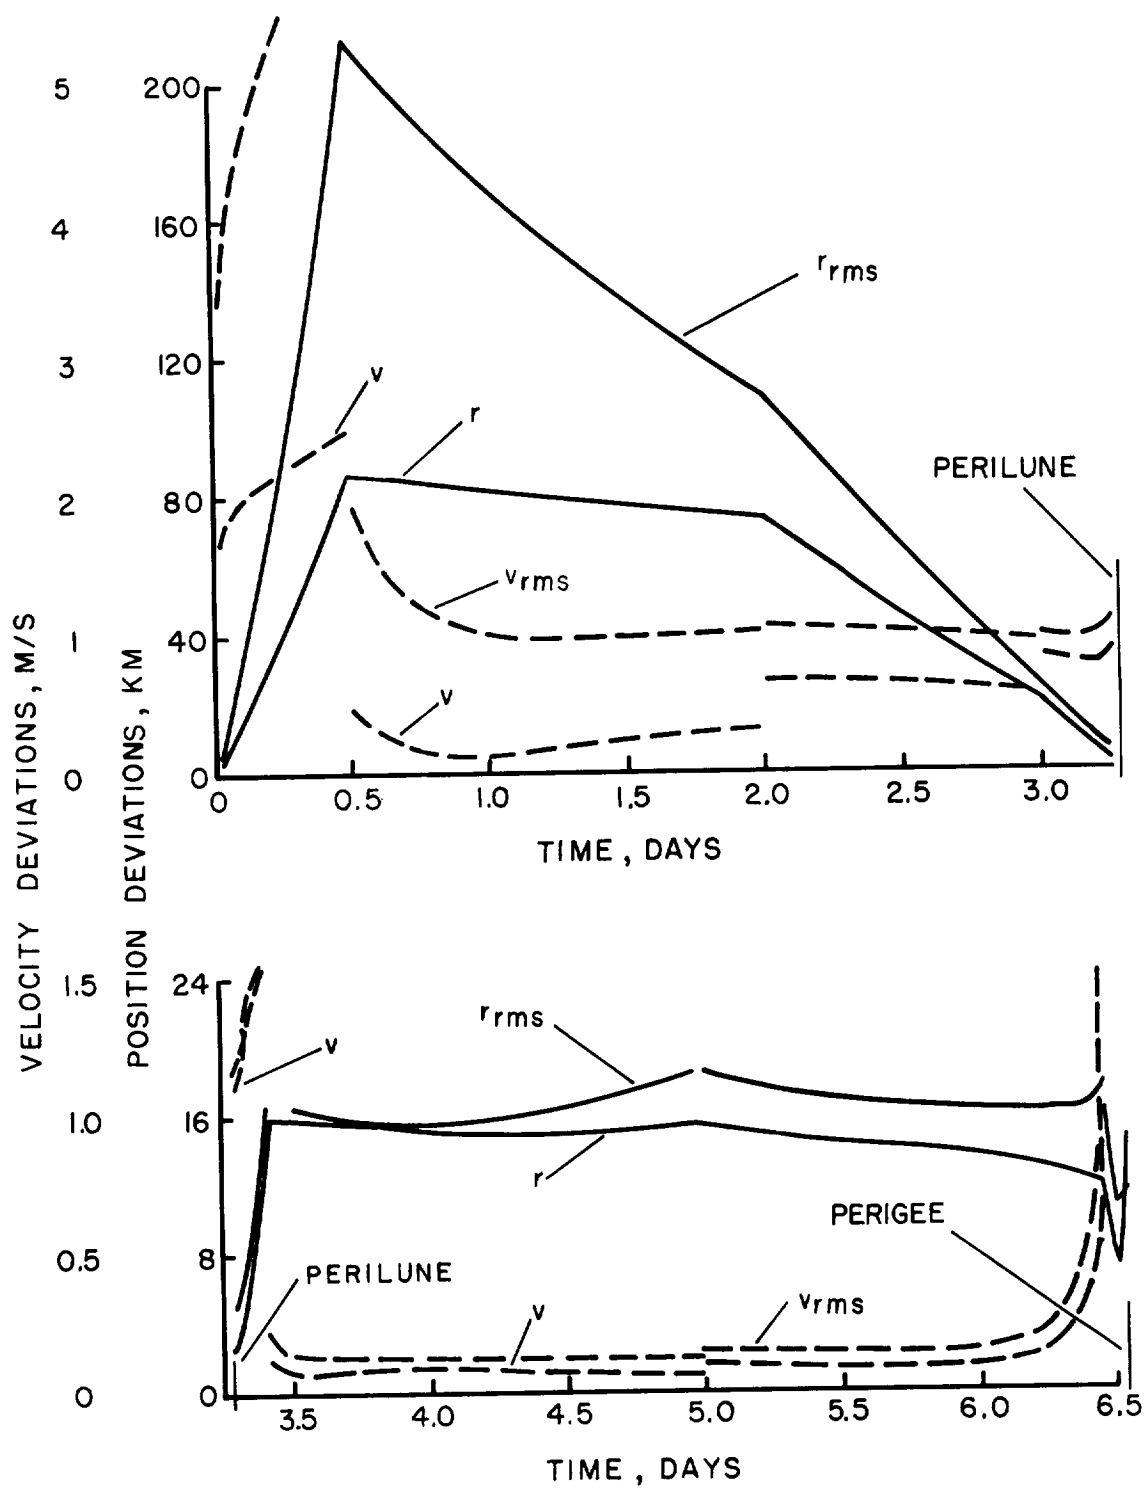 5
200
4
160
3
120
2
80
1
40
0
0
r rms
v
r
PERILUNE
v rms
v
0
0.5
1.0
1.5
2.0
2.5
3.0
TIME, DAYS
VELOCITY DEVIATIONS, M/S
POSITION DEVIATIONS, KM
1.5
24
1.0
16
0.5
8
0
0
r rms
v
r
PERIGEE
PERILUNE
v
v rms
3.5
4.0
4.5
5.0
5.5
6.0
6.5
TIME, DAYS